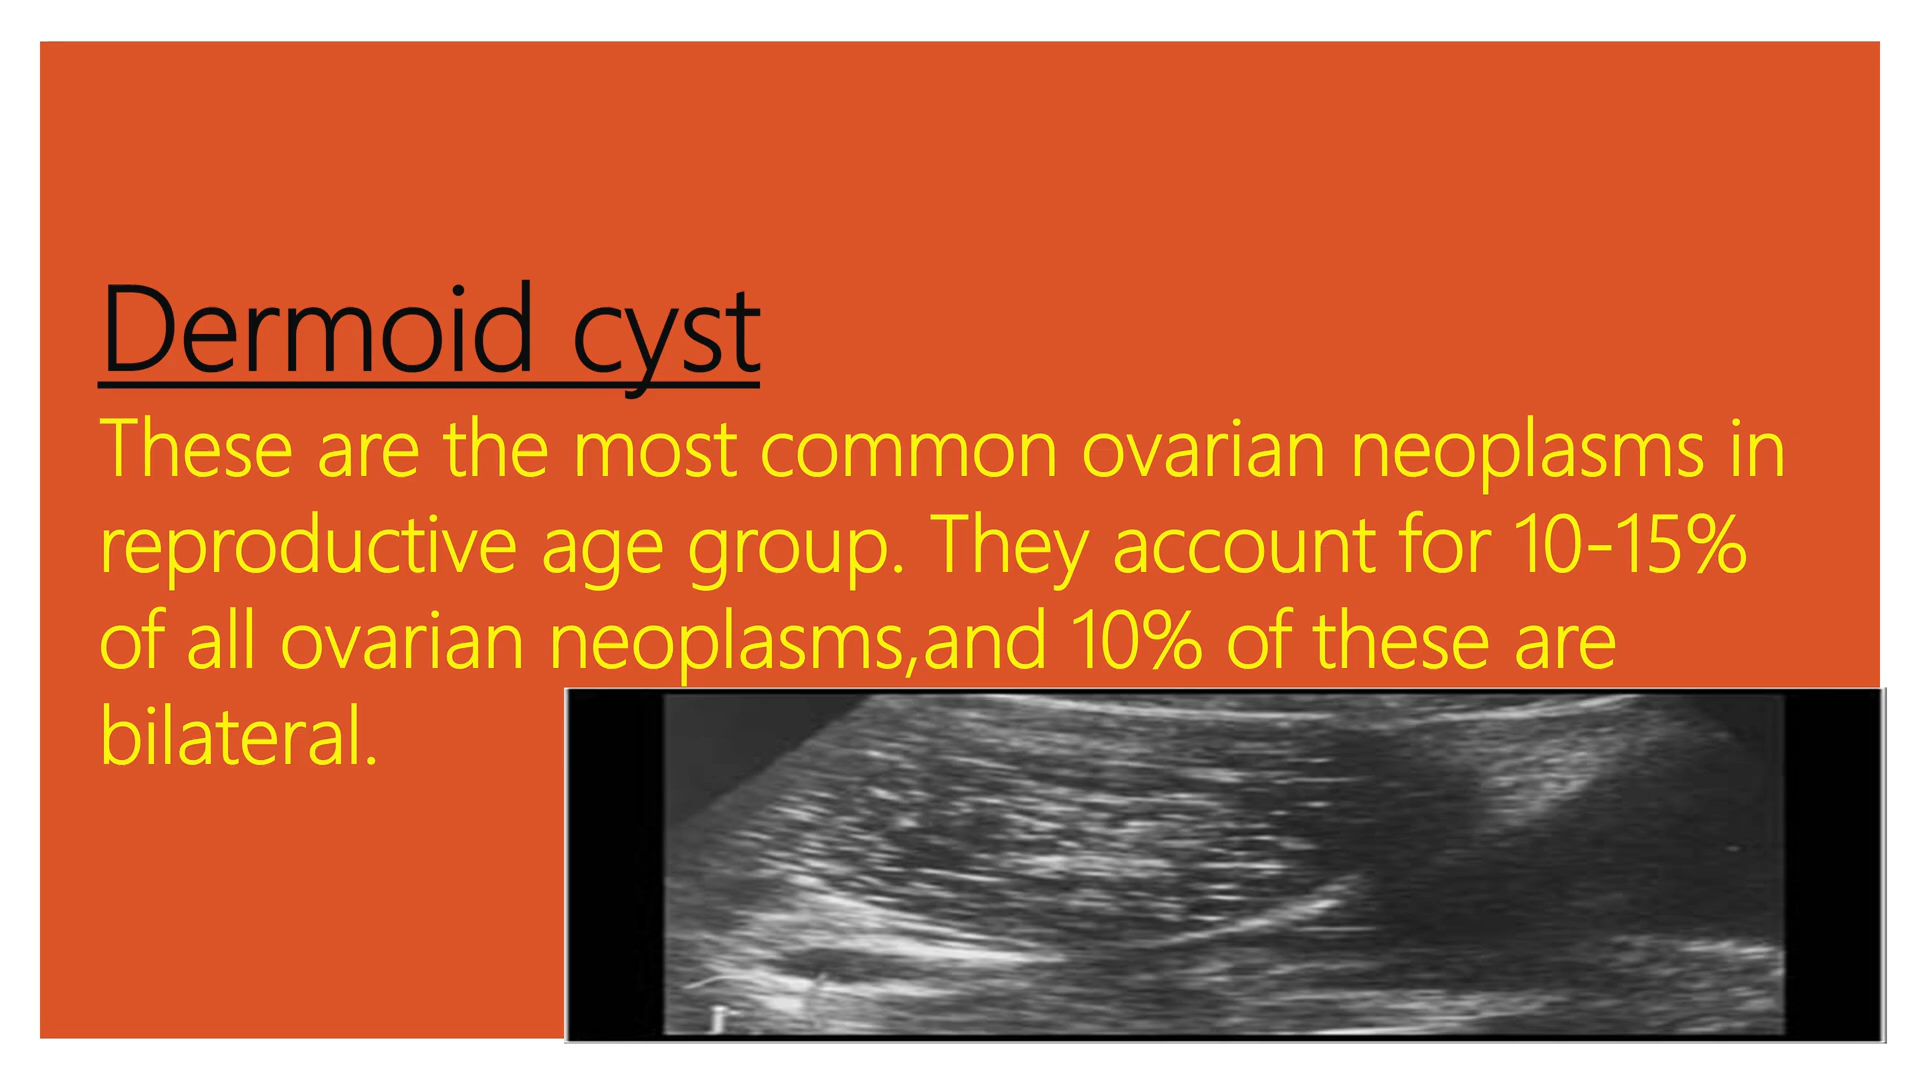 Dermoid cyst
These are the most common ovarian neoplasms in
reproductive age group. They account for 10-15%
of all ovarian neoplasms,and 10% of these are
bilateral.